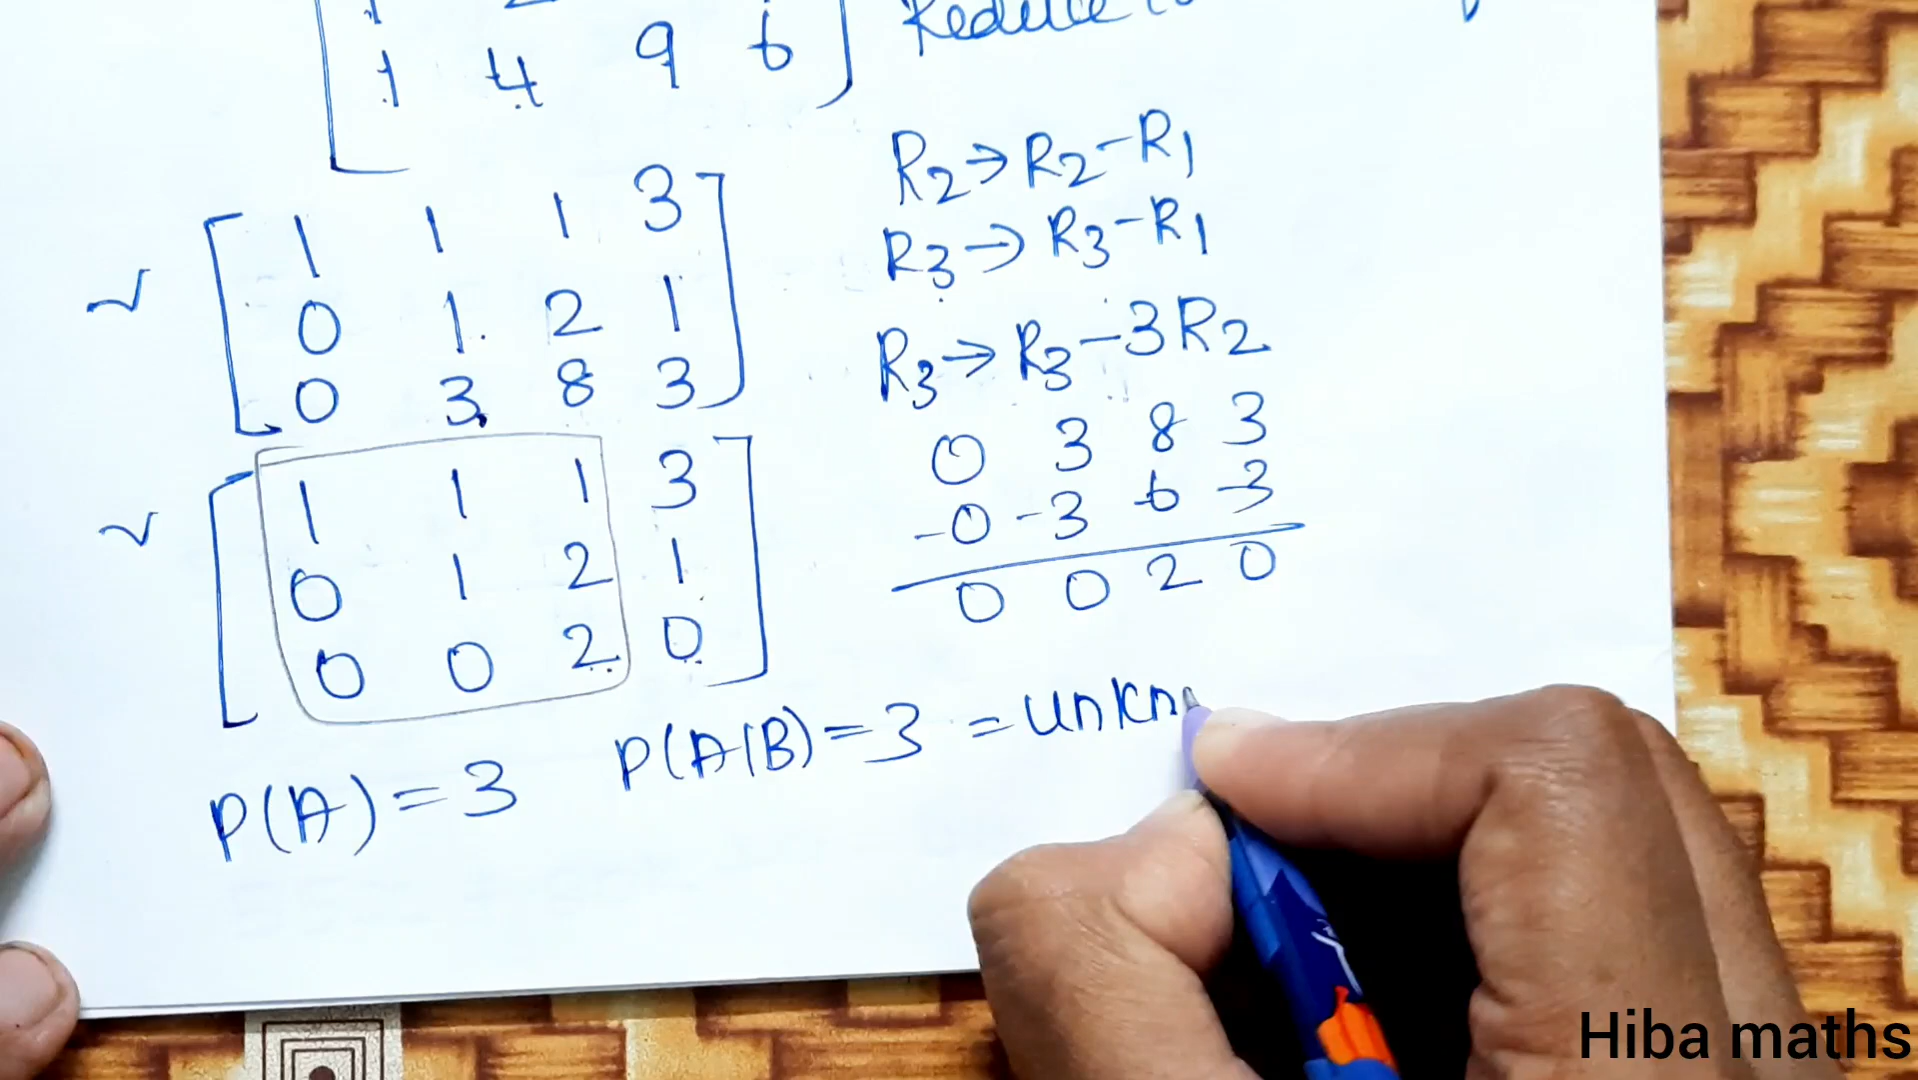 1 4 9 6
R2→R2-R1
1 1 1 3
R3→R3-R1
0 1 2 1
R3→R3-3R2
0 3 8 3
0 3 8 3
1 1 1 3
-0 -3 6 -3
0 1 2 1
0 0 2 0
0 0 2 0
P(A)=3 P(A|B)=3 = unkn
Hiba maths